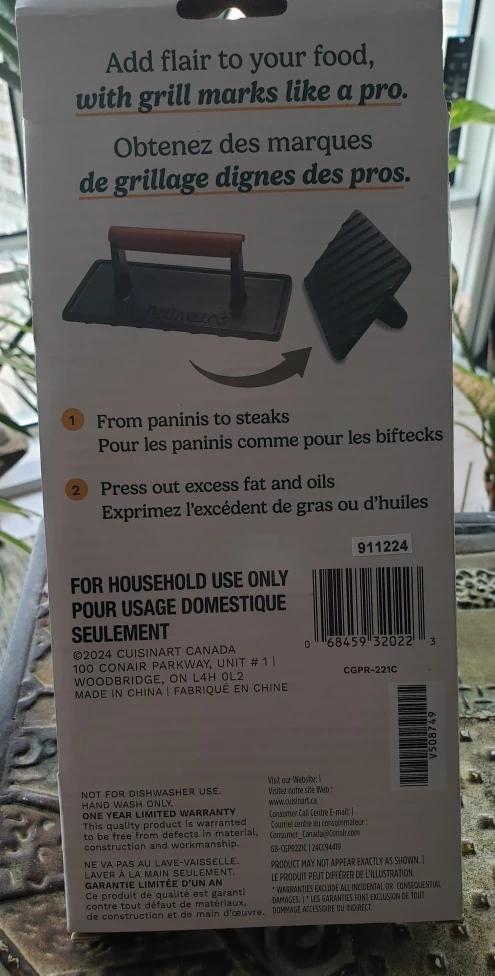 Add flair to your food,
with grill marks like a pro.
Obtenez des marques
de grillage dignes des pros.
Cuisinart
1 From paninis to steaks
Pour les paninis comme pour les biftecks
2 Press out excess fat and oils
Exprimez l'excédent de gras ou d'huiles
911224
FOR HOUSEHOLD USE ONLY
POUR USAGE DOMESTIQUE
SEULEMENT
©2024 CUISINART CANADA
100 CONAIR PARKWAY, UNIT # 1 |
WOODBRIDGE, ON L4H 0L2
MADE IN CHINA | FABRIQUÉ EN CHINE
0 68459 32022 3
CGPR-221C
V508749
NOT FOR DISHWASHER USE.
HAND WASH ONLY.
ONE YEAR LIMITED WARRANTY
This quality product is warranted
to be free from defects in material,
construction and workmanship.
NE VA PAS AU LAVE-VAISSELLE.
LAVER À LA MAIN SEULEMENT.
GARANTIE LIMITÉE D'UN AN
Ce produit de qualité est garanti
contre tout défaut de matériaux,
de construction et de main d'œuvre.
Visit our Website: |
Visitez notre site Web :
www.cuisinart.ca
Consumer Call Centre E-mail: |
Courriel centre au consommateur :
Consumer_Canada@Conair.com
GB-CGPR221C | 24CC94419
PRODUCT MAY NOT APPEAR EXACTLY AS SHOWN. |
LE PRODUIT PEUT DIFFÉRER DE L'ILLUSTRATION.
* WARRANTIES EXCLUDE ALL INCIDENTAL OR CONSEQUENTIAL
DAMAGES. | * LES GARANTIES FONT EXCLUSION DE TOUT
DOMMAGE ACCESSOIRE OU INDIRECT.